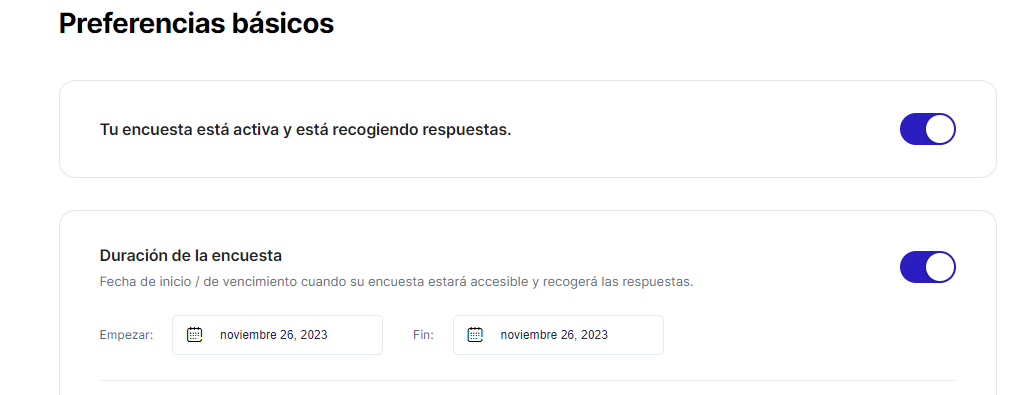 Preferencias básicos
Tu encuesta está activa y está recogiendo respuestas.
Duración de la encuesta
Fecha de inicio / de vencimiento cuando su encuesta estará accesible y recogerá las respuestas.
Empezar: noviembre 26, 2023 Fin: noviembre 26, 2023